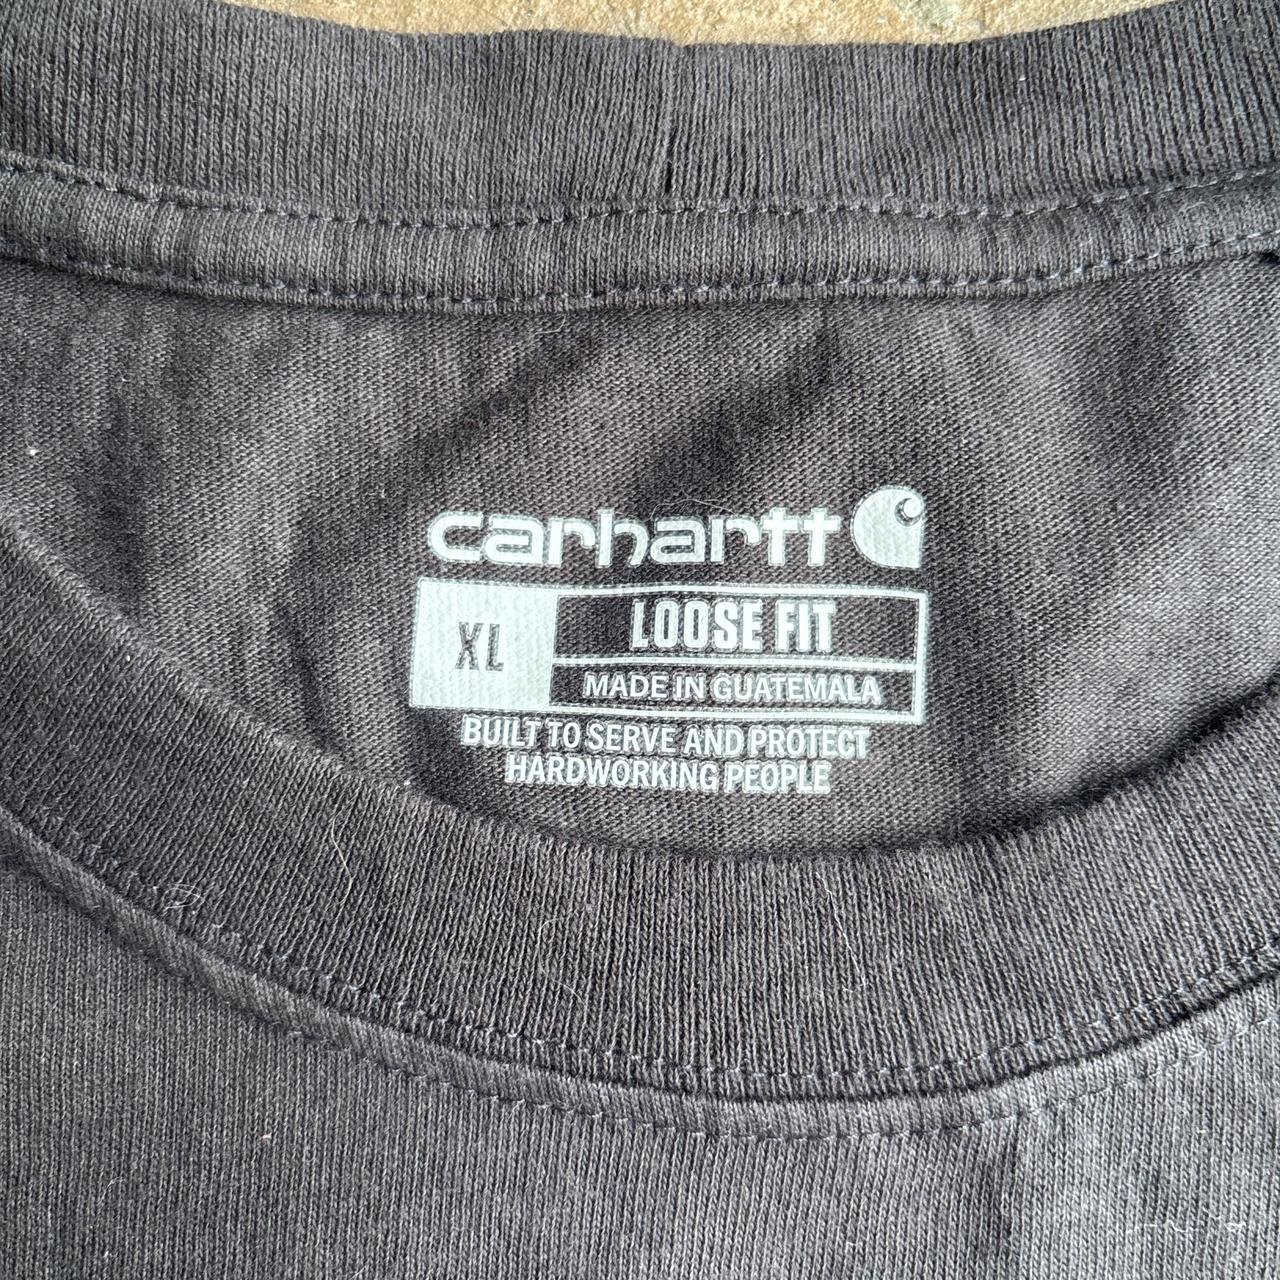 carhartt
XL
LOOSE FIT
MADE IN GUATEMALA
BUILT TO SERVE AND PROTECT
HARDWORKING PEOPLE